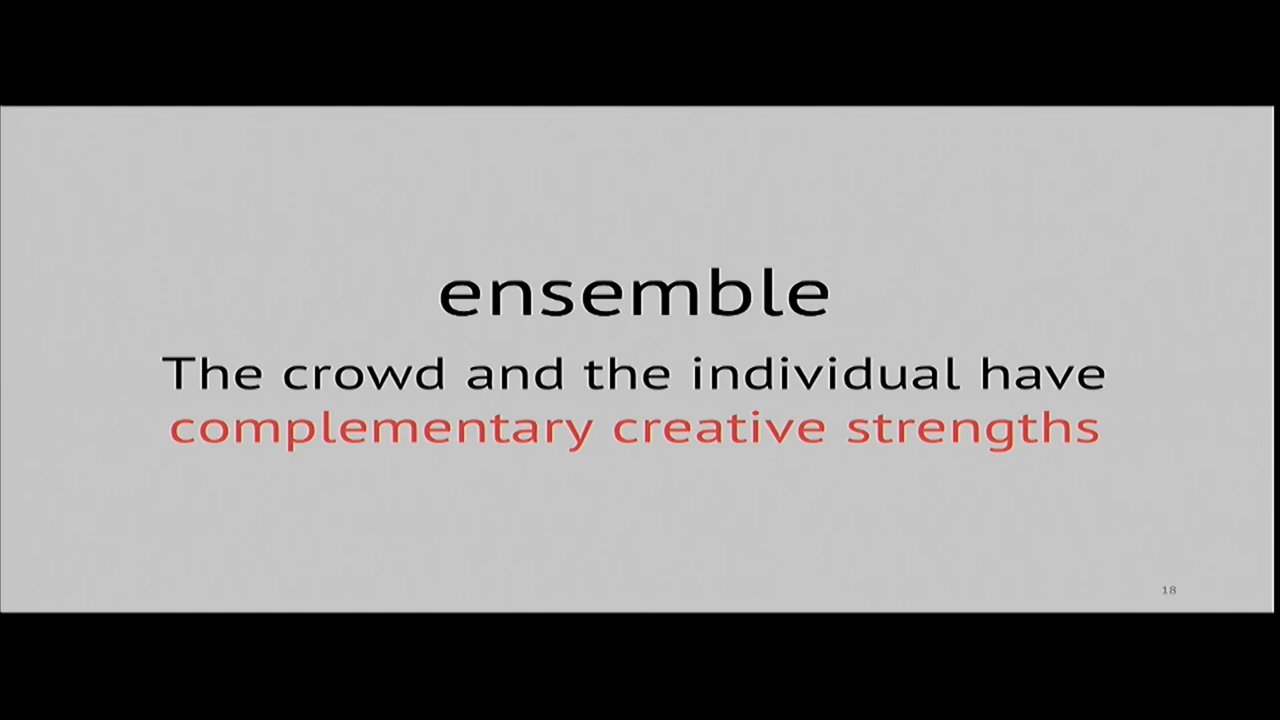 ensemble
The crowd and the individual have
complementary creative strengths
18